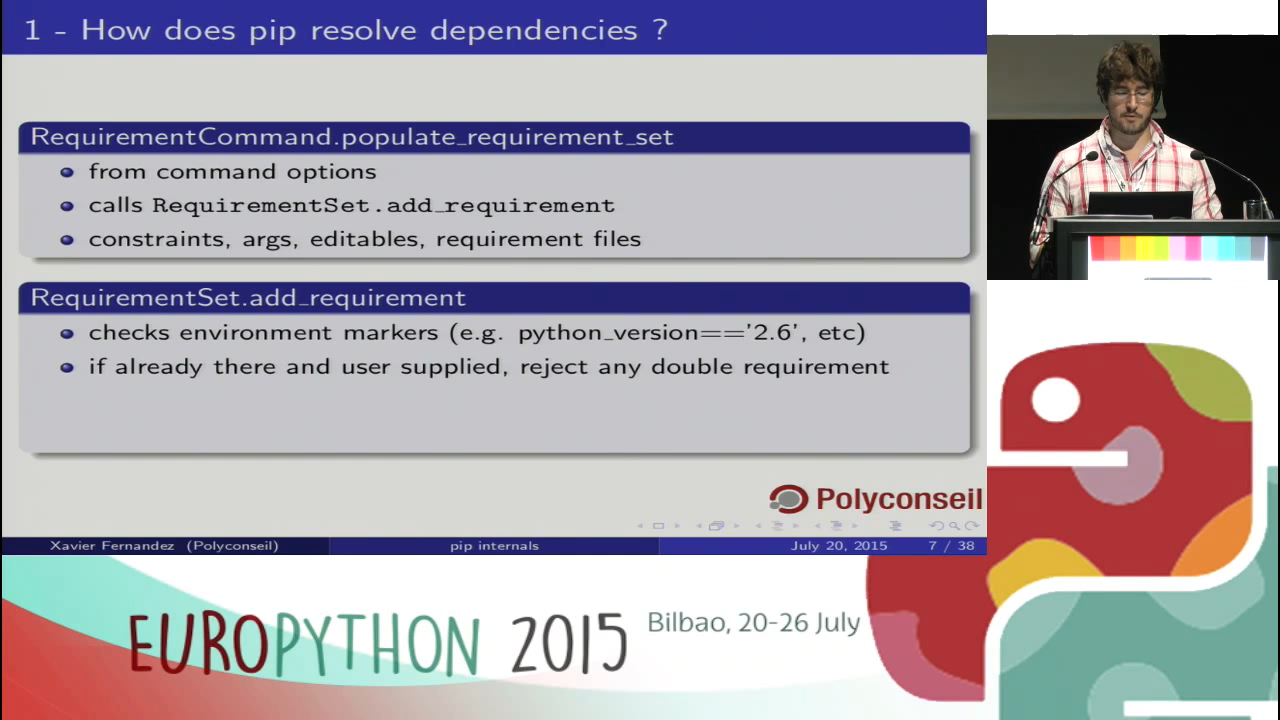 1 - How does pip resolve dependencies ?
RequirementCommand.populate_requirement_set
from command options
calls RequirementSet.add_requirement
constraints, args, editables, requirement files
RequirementSet.add_requirement
checks environment markers (e.g. python_version=='2.6', etc)
if already there and user supplied, reject any double requirement
Polyconseil
Xavier Fernandez (Polyconseil)
pip internals
July 20, 2015
7 / 38
EUROPYTHON 2015
Bilbao, 20-26 July